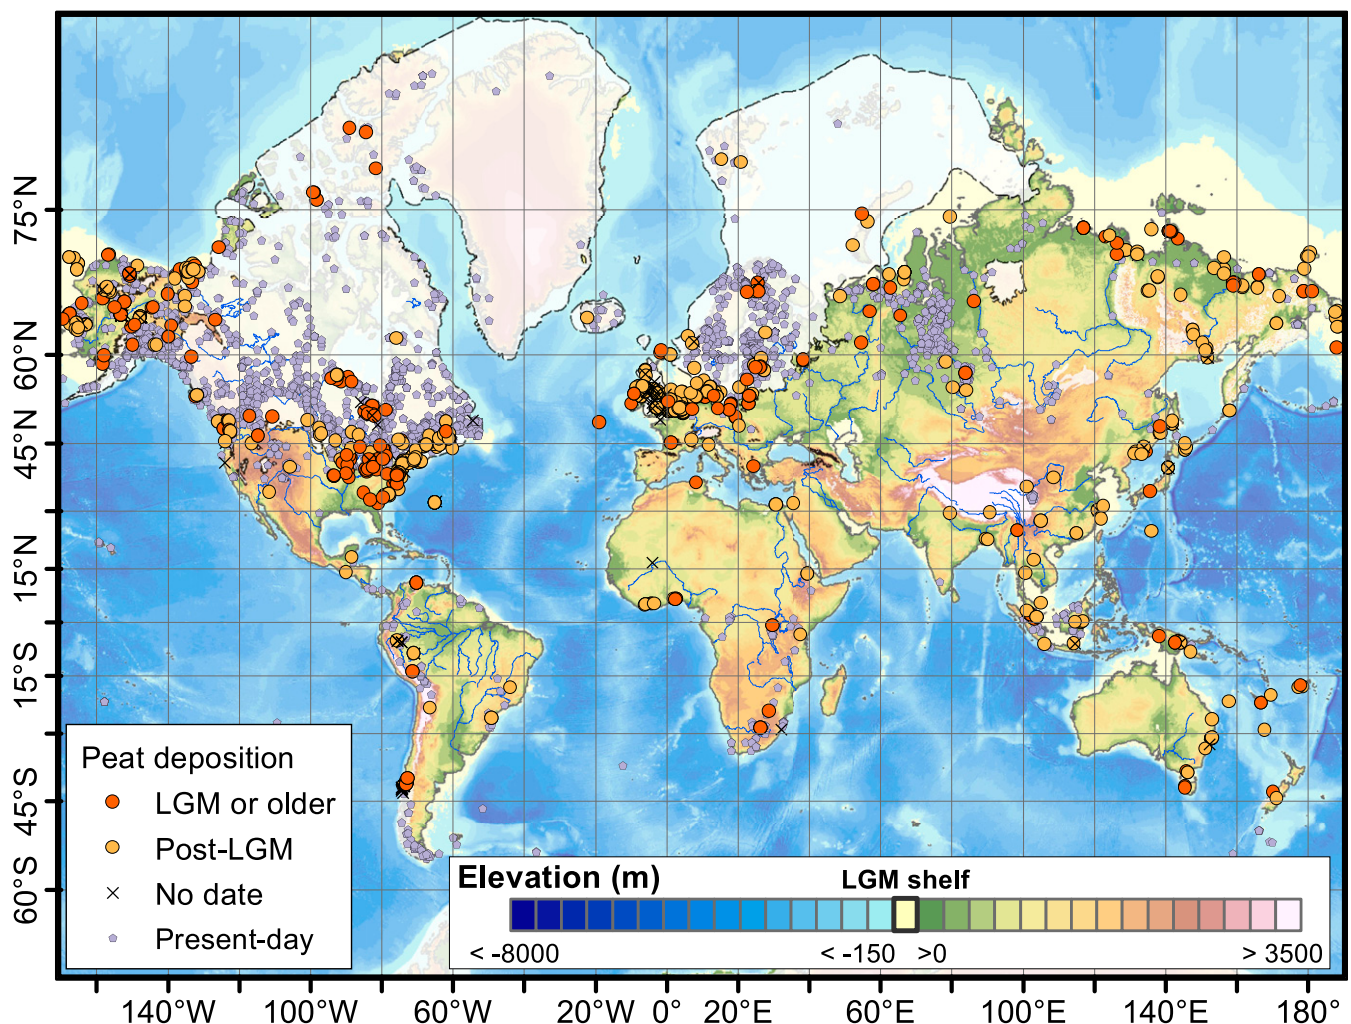 75°N
60°N
45°N
15°N
15°S
45°S
60°S
Peat deposition
LGM or older
Post-LGM
No date
Present-day
Elevation (m)
LGM shelf
< -8000
< -150
>0
> 3500
140°W
100°W
60°W
20°W
0°
20°E
60°E
100°E
140°E
180°